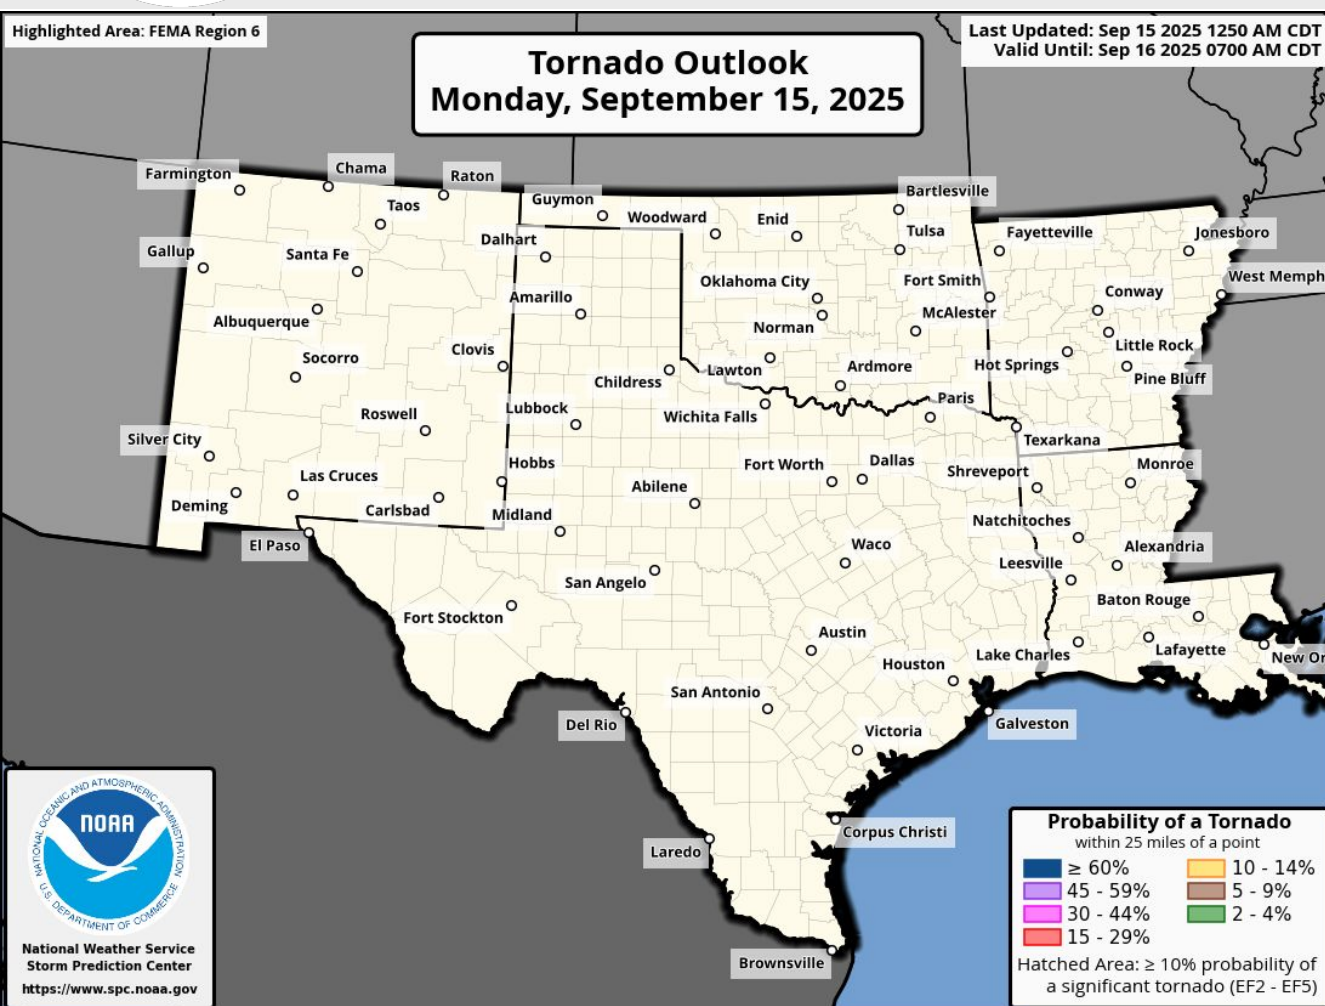 Highlighted Area: FEMA Region 6
Last Updated: Sep 15 2025 1250 AM CDT
Valid Until: Sep 16 2025 0700 AM CDT
Tornado Outlook
Monday, September 15, 2025
Farmington
Chama
Raton
Taos
Guymon
Woodward
Enid
Bartlesville
Tulsa
Fayetteville
Jonesboro
Gallup
Santa Fe
Dalhart
Oklahoma City
Fort Smith
Conway
West Memph
Albuquerque
Amarillo
Norman
McAlester
Little Rock
Socorro
Clovis
Childress
Lawton
Ardmore
Hot Springs
Pine Bluff
Roswell
Lubbock
Wichita Falls
Paris
Texarkana
Silver City
Las Cruces
Hobbs
Abilene
Fort Worth
Dallas
Shreveport
Monroe
Deming
Carlsbad
Midland
Natchitoches
El Paso
San Angelo
Waco
Leesville
Alexandria
Fort Stockton
Austin
Baton Rouge
Houston
Lake Charles
Lafayette
New Or
Del Rio
San Antonio
Victoria
Galveston
Laredo
Corpus Christi
Brownsville
NATIONAL OCEANIC AND ATMOSPHERIC ADMINISTRATION
NOAA
U.S. DEPARTMENT OF COMMERCE
National Weather Service
Storm Prediction Center
https://www.spc.noaa.gov
Probability of a Tornado
within 25 miles of a point
≥ 60%
10 - 14%
45 - 59%
5 - 9%
30 - 44%
2 - 4%
15 - 29%
Hatched Area: ≥ 10% probability of
a significant tornado (EF2 - EF5)